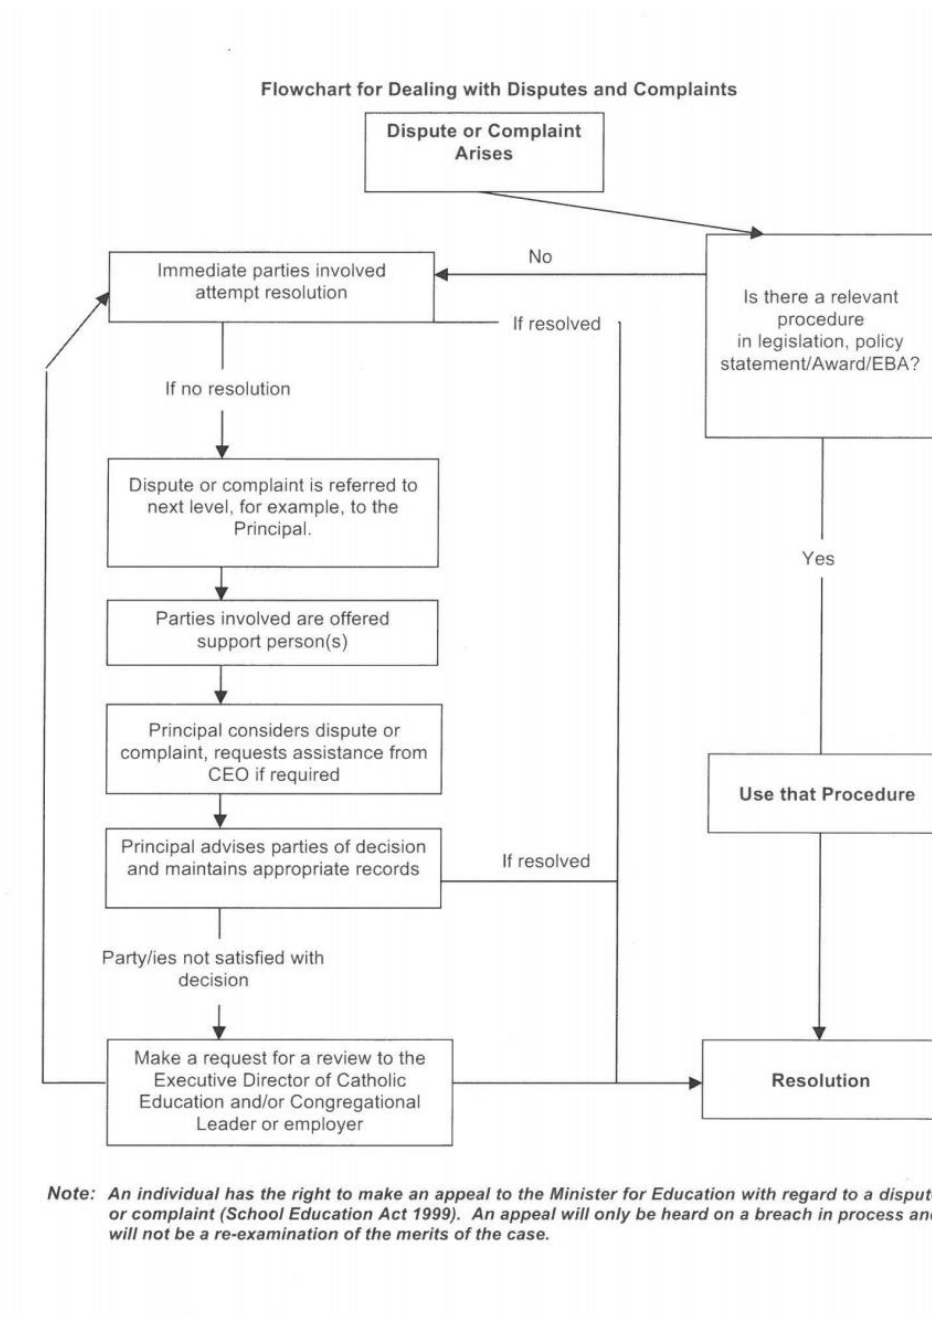 Flowchart for Dealing with Disputes and Complaints
Dispute or Complaint
Arises
No
Immediate parties involved
attempt resolution
Is there a relevant
procedure
in legislation, policy
statement/Award/EBA?
If resolved
If no resolution
Dispute or complaint is referred to
next level, for example, to the
Principal.
Yes
Parties involved are offered
support person(s)
Principal considers dispute or
complaint, requests assistance from
CEO if required
Use that Procedure
Principal advises parties of decision
and maintains appropriate records
If resolved
Party/ies not satisfied with
decision
Make a request for a review to the
Executive Director of Catholic
Education and/or Congregational
Leader or employer
Resolution
Note: An individual has the right to make an appeal to the Minister for Education with regard to a
or complaint (School Education Act 1999). An appeal will only be heard on a breach in process
will not be a re-examination of the merits of the case.